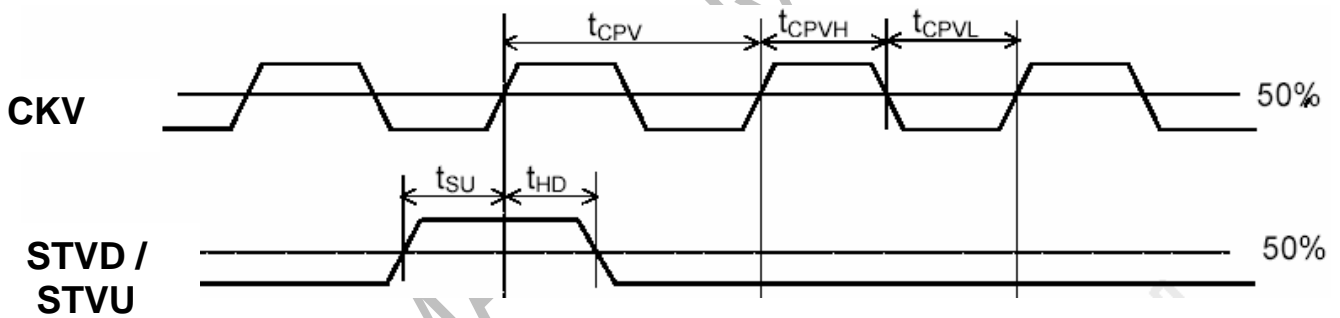 tCPV tCPVH tCPVL
CKV
50%
tSU tHD
STVD /
STVU
50%